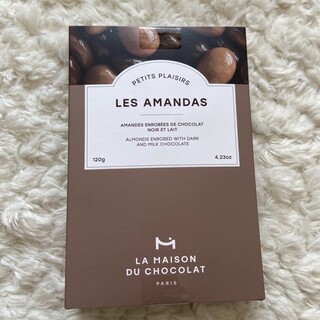 PETITS PLAISIRS
LES AMANDAS
AMANDES ENROBÉES DE CHOCOLAT
NOIR ET LAIT
ALMONDS ENROBED WITH DARK
AND MILK CHOCOLATE
120g 4.23oz
LA MAISON
DU CHOCOLAT
PARIS